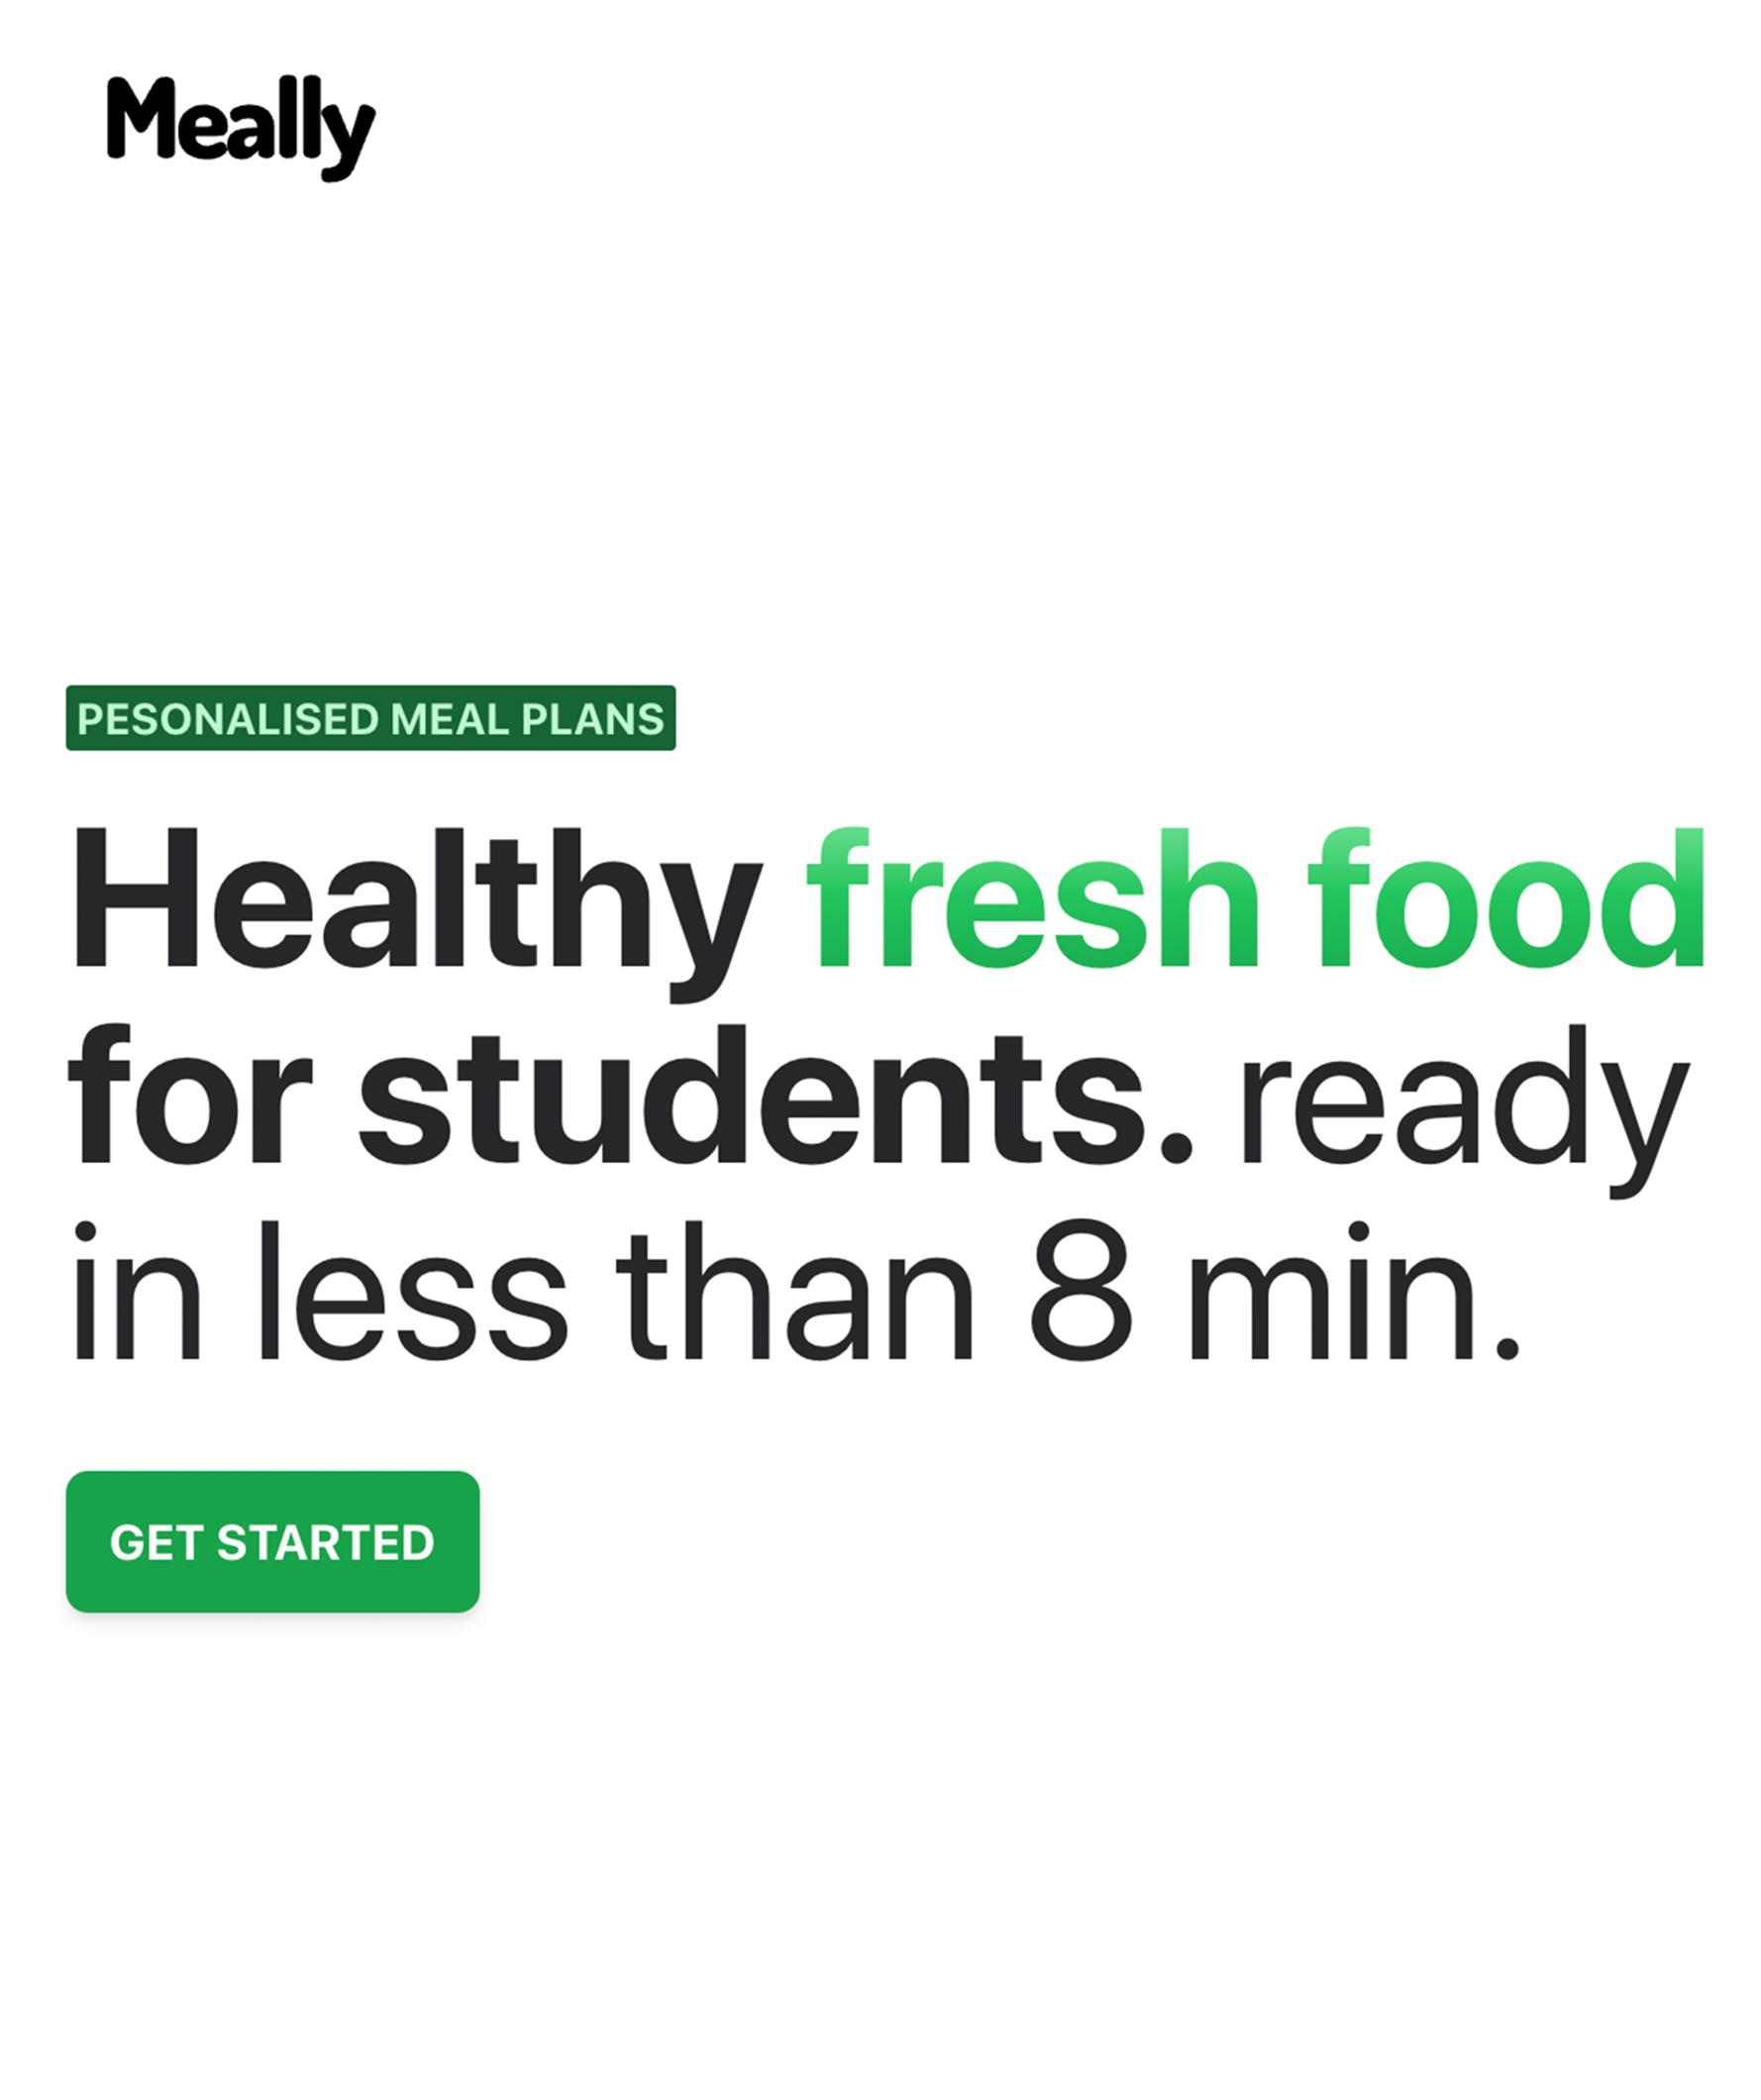 Meally
PESONALISED MEAL PLANS
Healthy fresh food
for students. ready
in less than 8 min.
GET STARTED